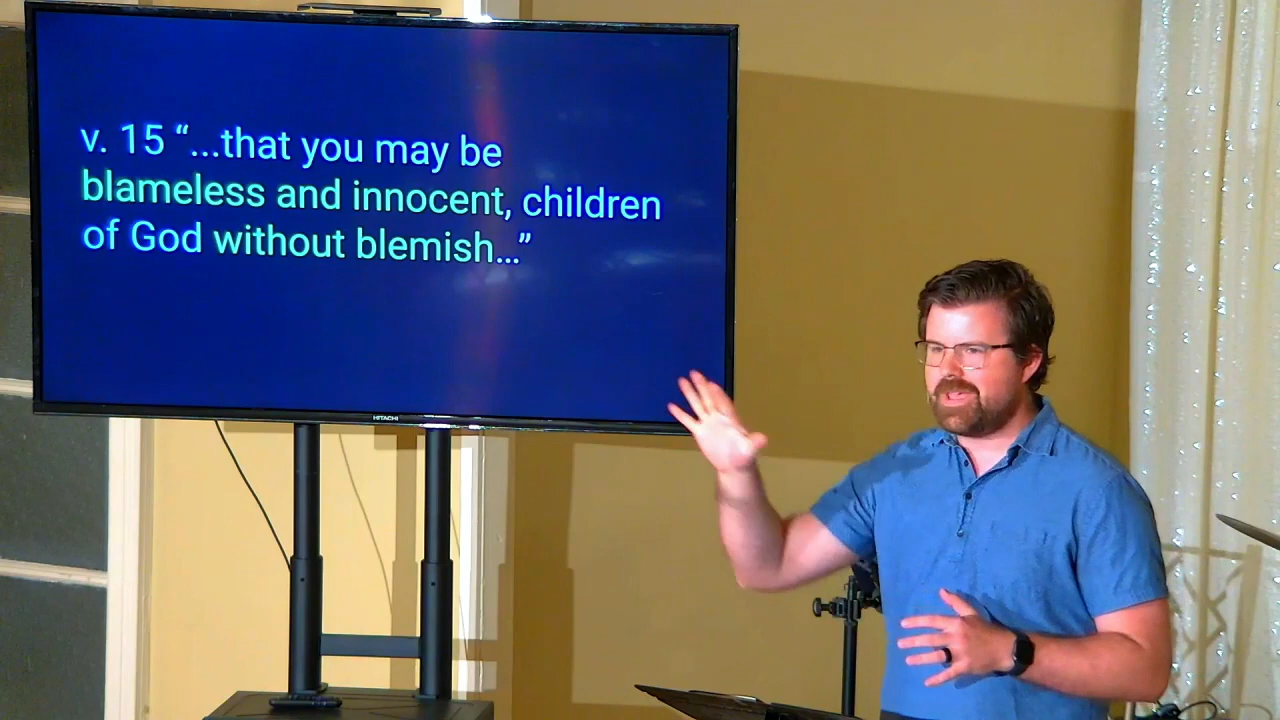 v. 15 “...that you may be
blameless and innocent, children
of God without blemish...”
HITACHI